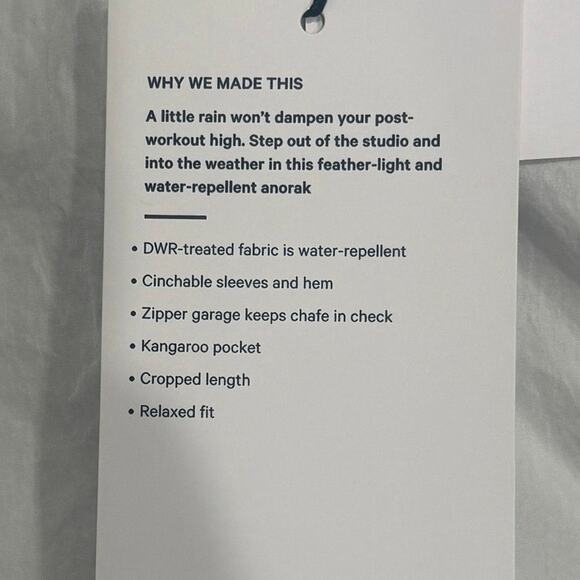 WHY WE MADE THIS
A little rain won't dampen your post-
workout high. Step out of the studio and
into the weather in this feather-light and
water-repellent anorak
• DWR-treated fabric is water-repellent
• Cinchable sleeves and hem
• Zipper garage keeps chafe in check
• Kangaroo pocket
• Cropped length
• Relaxed fit